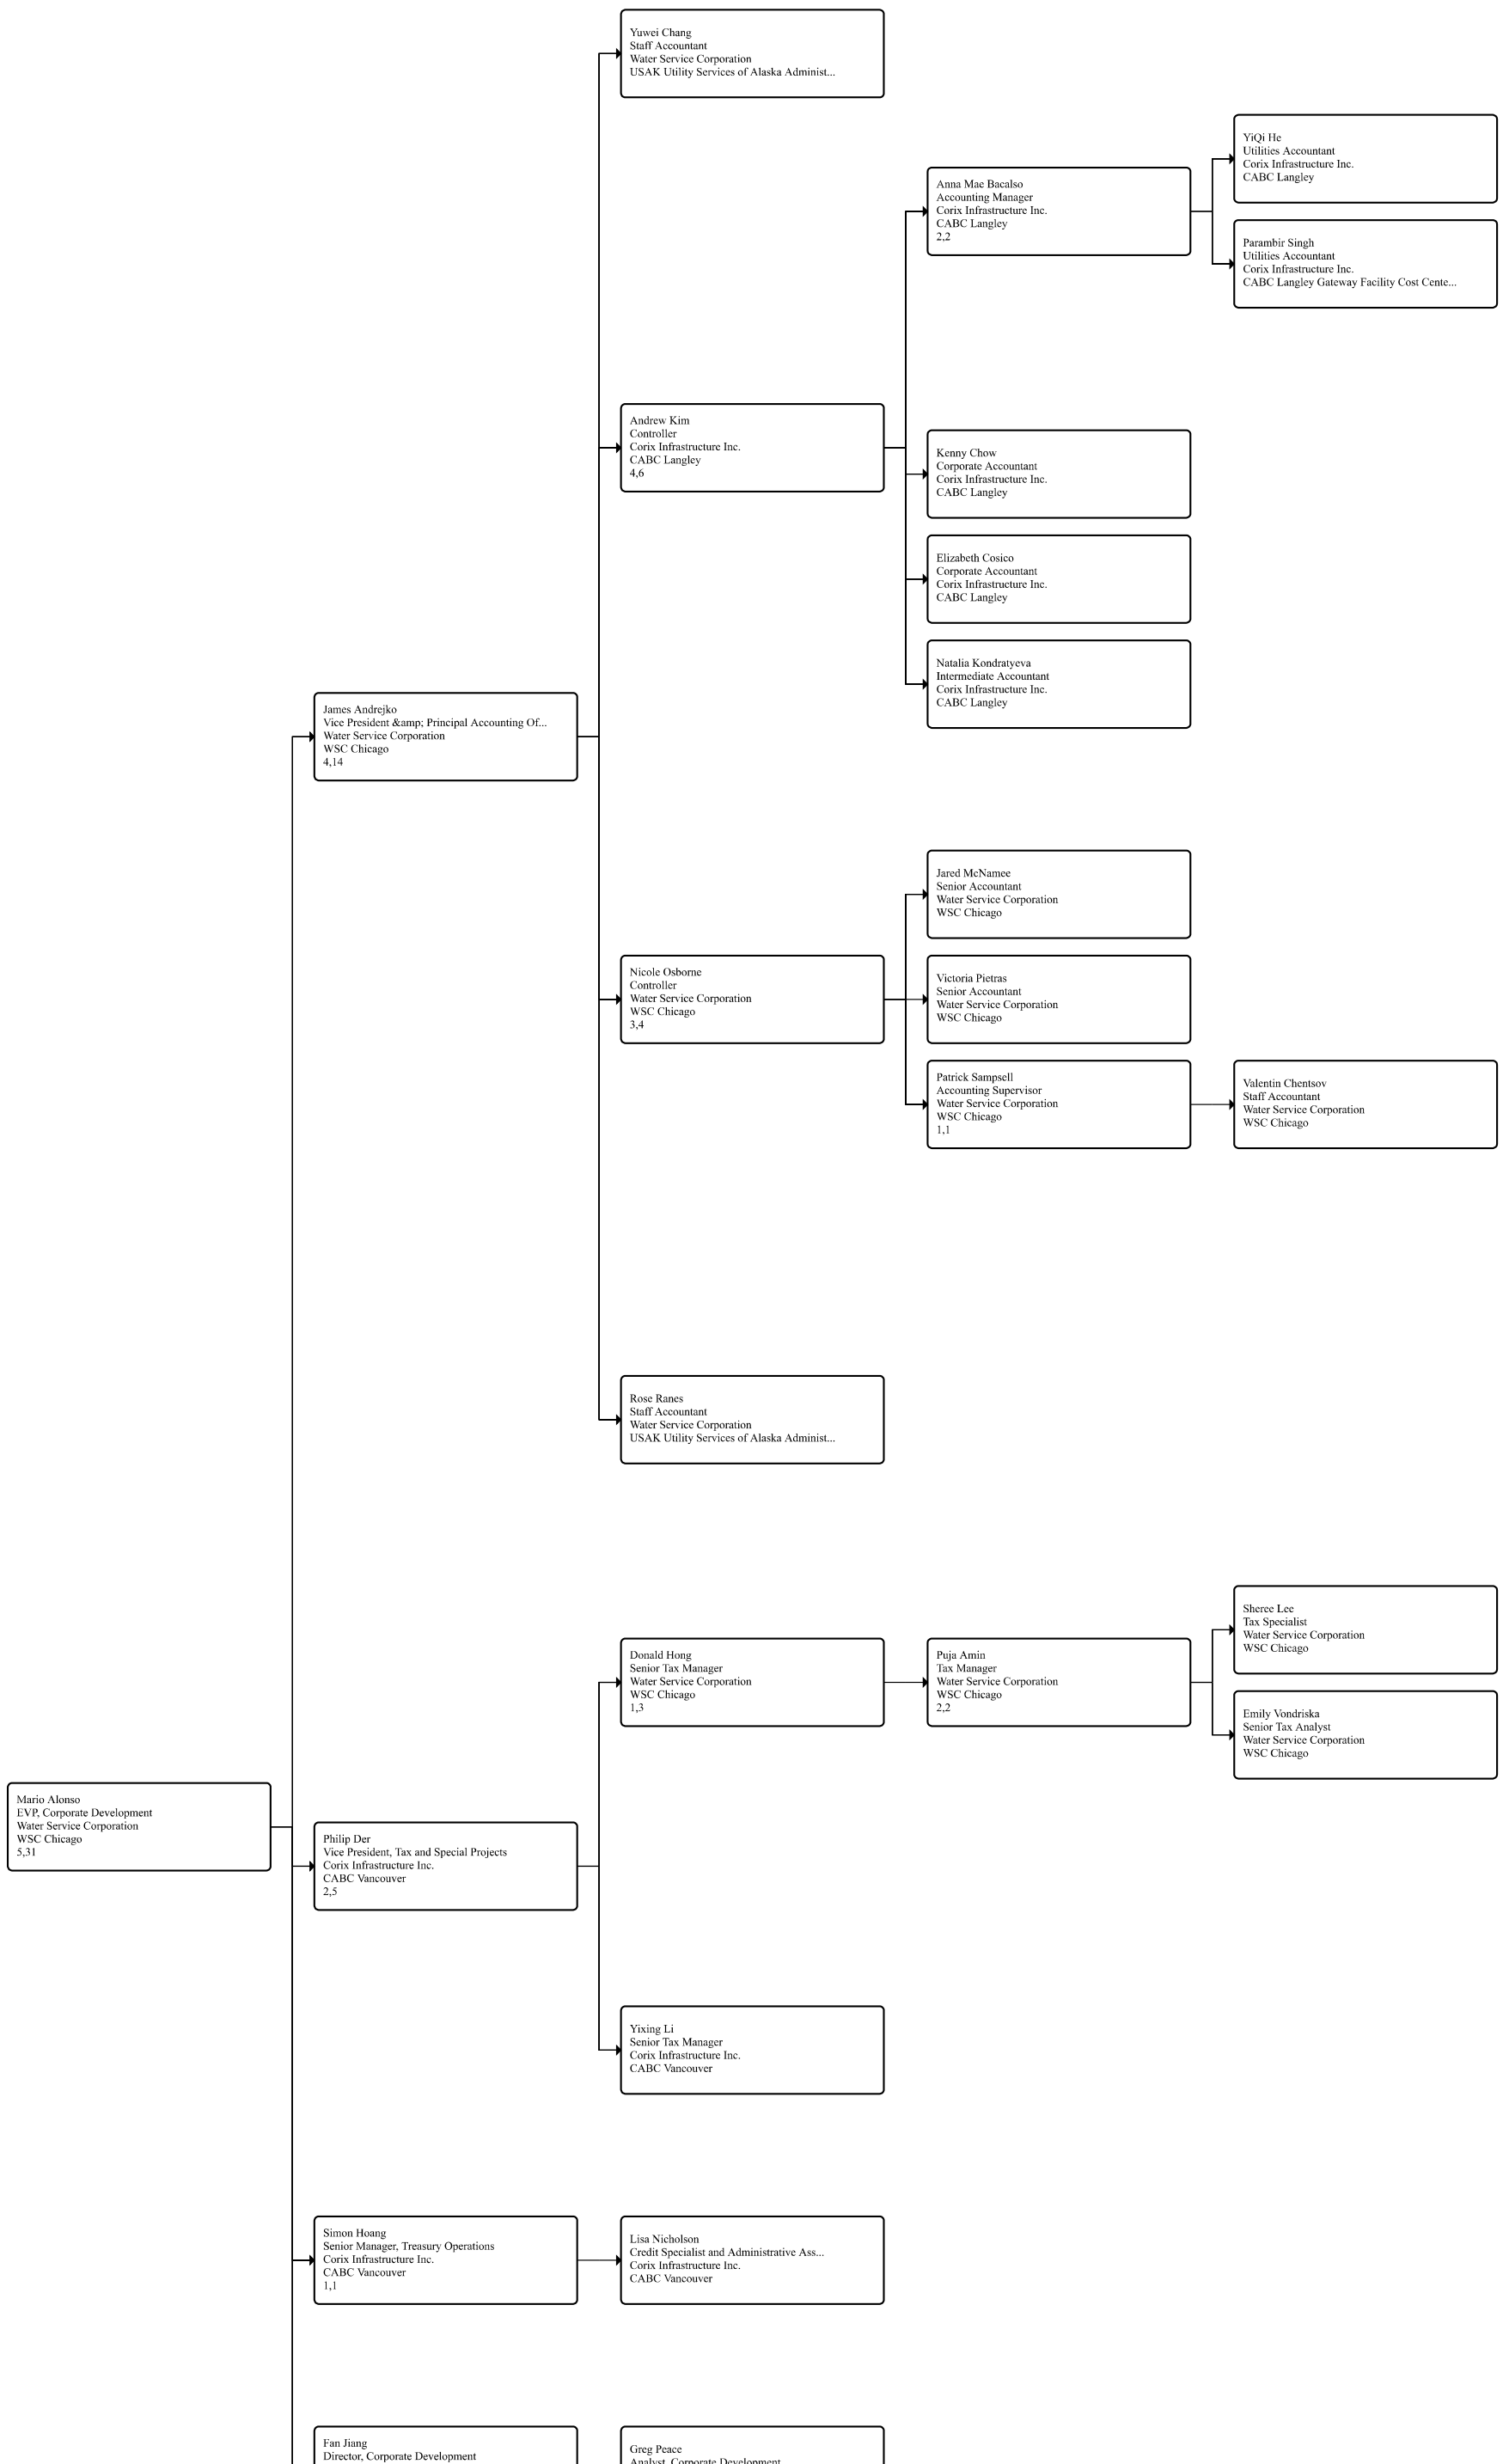 Yuwei Chang
Staff Accountant
Water Service Corporation
USAK Utility Services of Alaska Administ...
YiQi He
Utilities Accountant
Corix Infrastructure Inc.
CABC Langley
Anna Mae Bacalso
Accounting Manager
Corix Infrastructure Inc.
CABC Langley
2,2
Parambir Singh
Utilities Accountant
Corix Infrastructure Inc.
CABC Langley Gateway Facility Cost Cente...
Andrew Kim
Controller
Corix Infrastructure Inc.
CABC Langley
4,6
Kenny Chow
Corporate Accountant
Corix Infrastructure Inc.
CABC Langley
Elizabeth Cosico
Corporate Accountant
Corix Infrastructure Inc.
CABC Langley
Natalia Kondratyeva
Intermediate Accountant
Corix Infrastructure Inc.
CABC Langley
James Andrejko
Vice President &amp; Principal Accounting Of...
Water Service Corporation
WSC Chicago
4,14
Jared McNamee
Senior Accountant
Water Service Corporation
WSC Chicago
Nicole Osborne
Controller
Water Service Corporation
WSC Chicago
3,4
Victoria Pietras
Senior Accountant
Water Service Corporation
WSC Chicago
Patrick Sampsell
Accounting Supervisor
Water Service Corporation
WSC Chicago
1,1
Valentin Chentsov
Staff Accountant
Water Service Corporation
WSC Chicago
Rose Ranes
Staff Accountant
Water Service Corporation
USAK Utility Services of Alaska Administ...
Sheree Lee
Tax Specialist
Water Service Corporation
WSC Chicago
Donald Hong
Senior Tax Manager
Water Service Corporation
WSC Chicago
1,3
Puja Amin
Tax Manager
Water Service Corporation
WSC Chicago
2,2
Emily Vondriska
Senior Tax Analyst
Water Service Corporation
WSC Chicago
Mario Alonso
EVP, Corporate Development
Water Service Corporation
WSC Chicago
5,31
Philip Der
Vice President, Tax and Special Projects
Corix Infrastructure Inc.
CABC Vancouver
2,5
Yixing Li
Senior Tax Manager
Corix Infrastructure Inc.
CABC Vancouver
Simon Hoang
Senior Manager, Treasury Operations
Corix Infrastructure Inc.
CABC Vancouver
1,1
Lisa Nicholson
Credit Specialist and Administrative Ass...
Corix Infrastructure Inc.
CABC Vancouver
Fan Jiang
Director, Corporate Development
Greg Peace
Analyst, Corporate Development